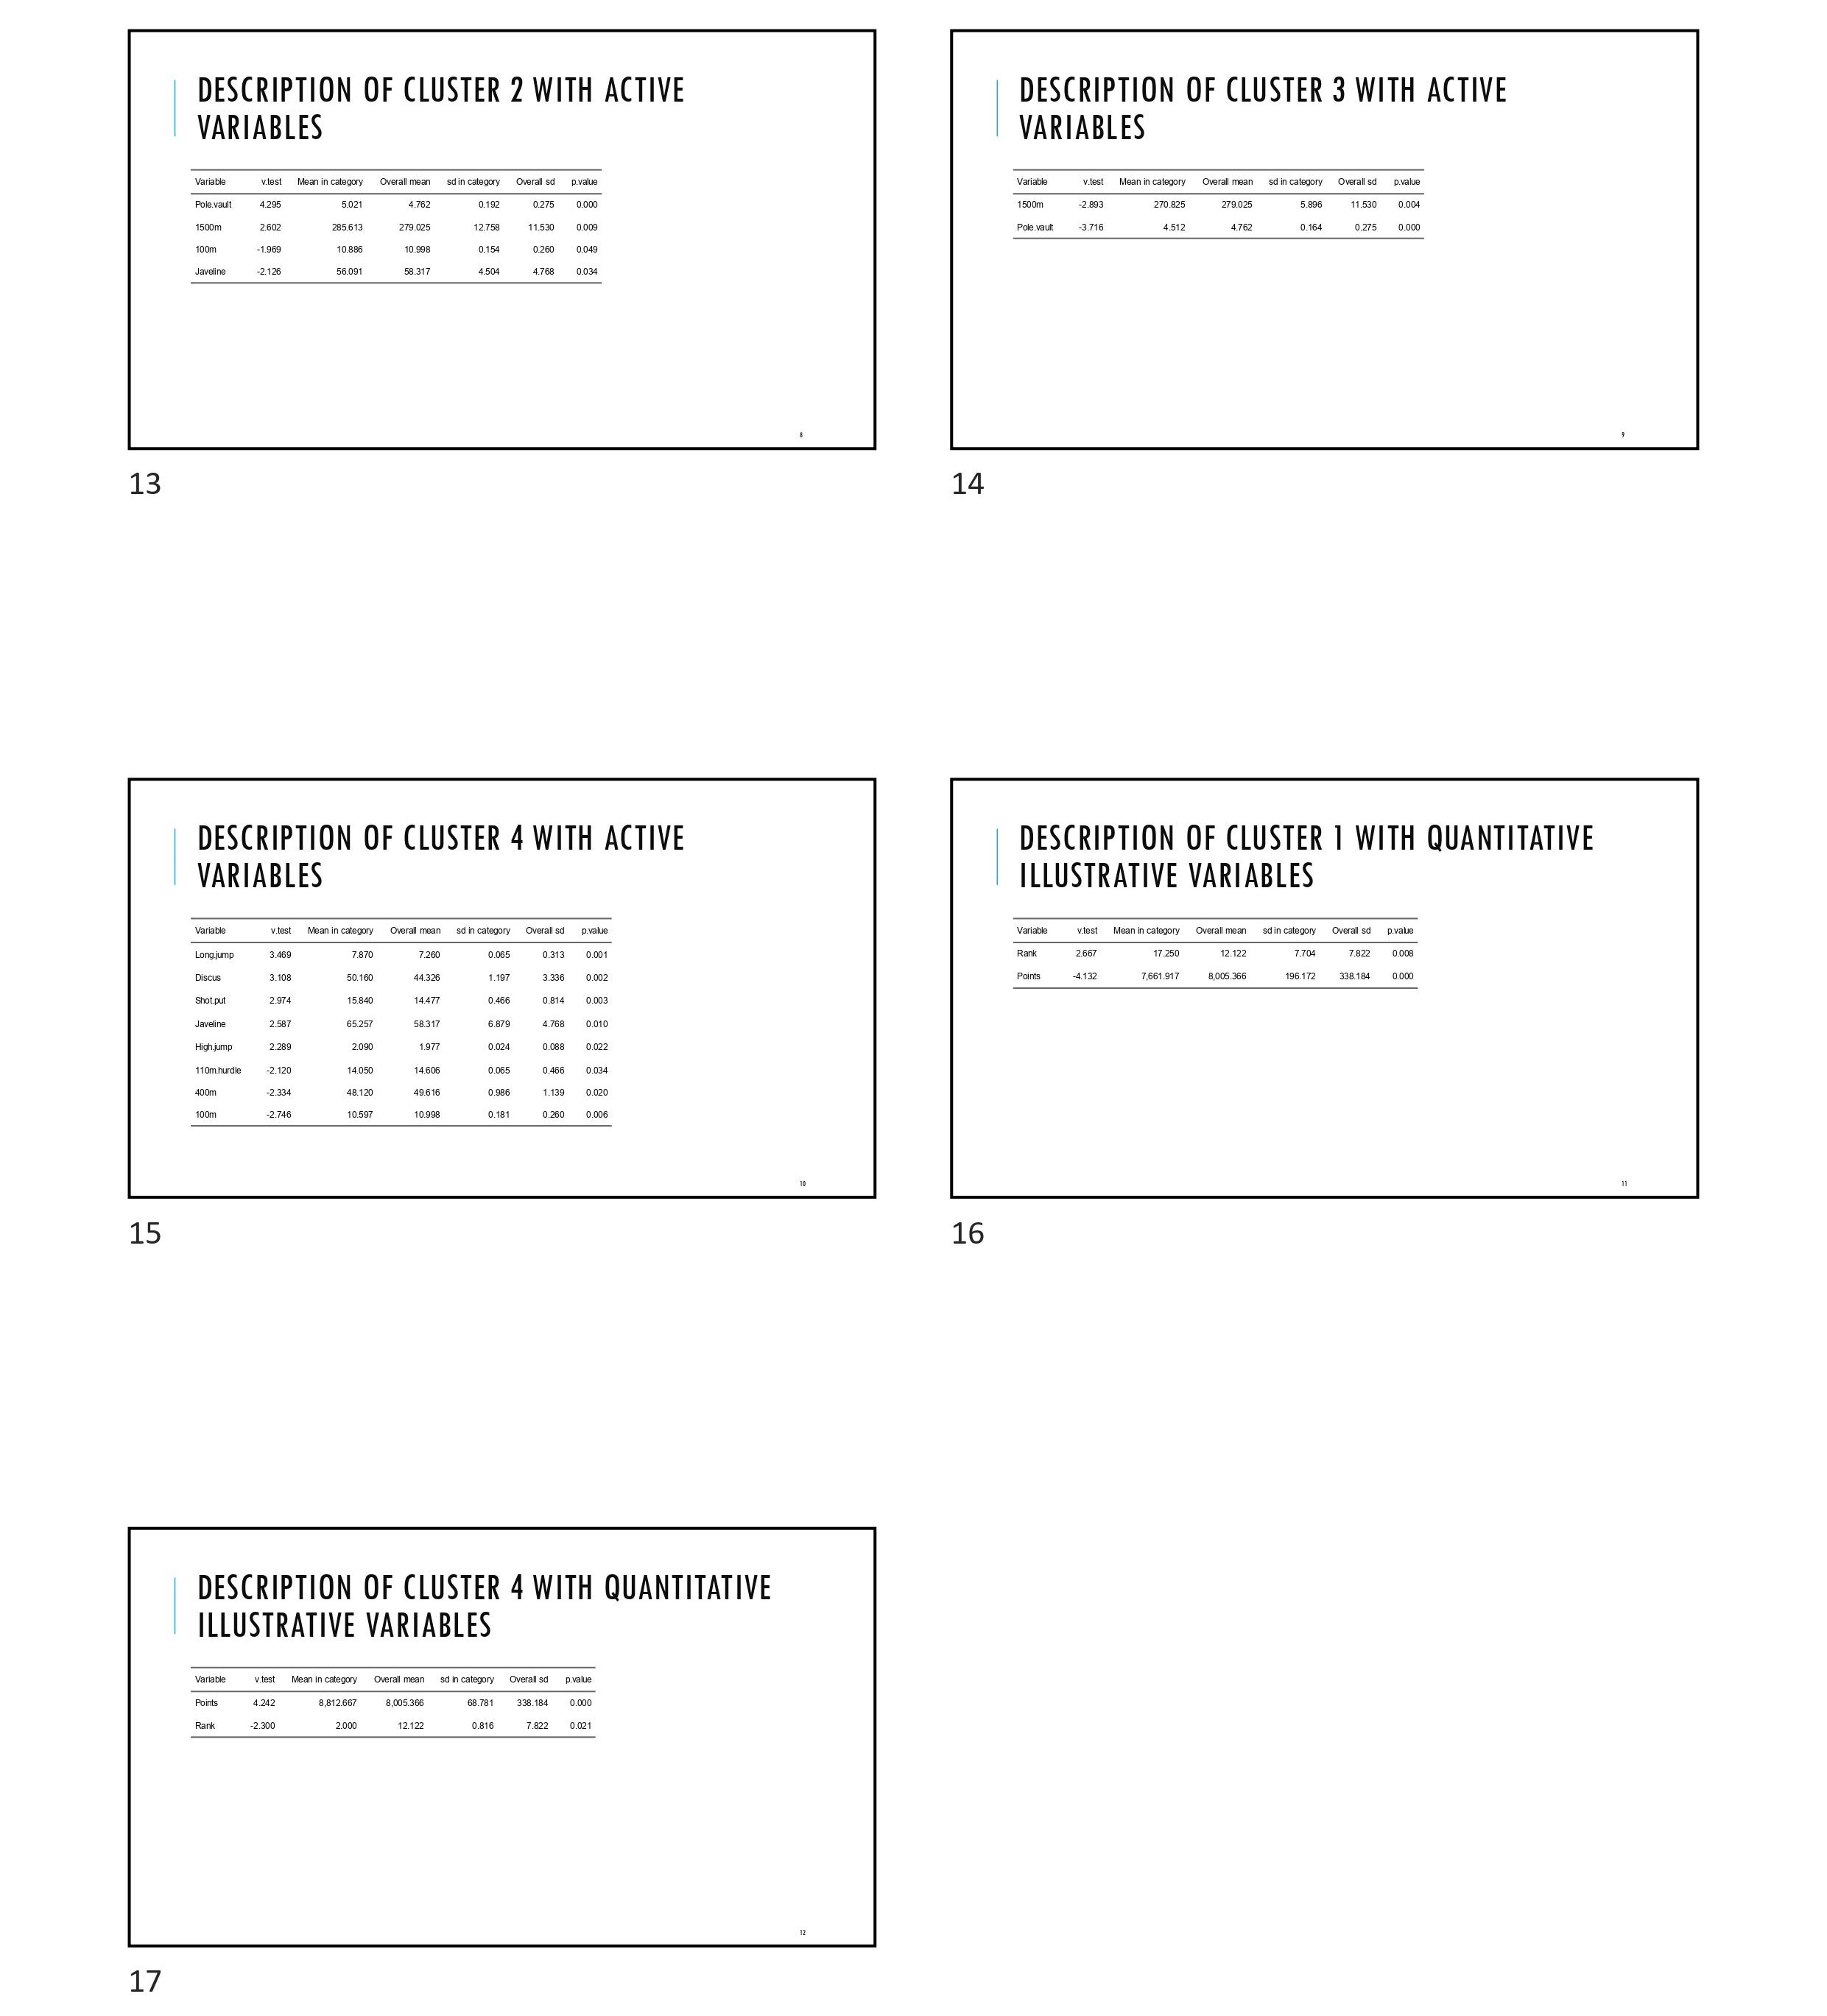 DESCRIPTION OF CLUSTER 2 WITH ACTIVE
VARIABLES
Variable v.test Mean in category Overall mean sd in category Overall sd p.value
Pole.vault 4.295 5.021 4.762 0.192 0.275 0.000
1500m 2.602 285.613 279.025 12.758 11.530 0.009
100m -1.969 10.886 10.998 0.154 0.260 0.049
Javeline -2.126 56.091 58.317 4.504 4.768 0.034
8
13
DESCRIPTION OF CLUSTER 3 WITH ACTIVE
VARIABLES
Variable v.test Mean in category Overall mean sd in category Overall sd p.value
1500m -2.893 270.825 279.025 5.896 11.530 0.004
Pole.vault -3.716 4.512 4.762 0.164 0.275 0.000
9
14
DESCRIPTION OF CLUSTER 4 WITH ACTIVE
VARIABLES
Variable v.test Mean in category Overall mean sd in category Overall sd p.value
Long.jump 3.469 7.870 7.260 0.065 0.313 0.001
Discus 3.108 50.160 44.326 1.197 3.336 0.002
Shot.put 2.974 15.840 14.477 0.466 0.814 0.003
Javeline 2.587 65.257 58.317 6.879 4.768 0.010
High.jump 2.289 2.090 1.977 0.024 0.088 0.022
110m.hurdle -2.120 14.050 14.606 0.065 0.466 0.034
400m -2.334 48.120 49.616 0.986 1.139 0.020
100m -2.746 10.597 10.998 0.181 0.260 0.006
10
15
DESCRIPTION OF CLUSTER 1 WITH QUANTITATIVE
ILLUSTRATIVE VARIABLES
Variable v.test Mean in category Overall mean sd in category Overall sd p.value
Rank 2.667 17.250 12.122 7.704 7.822 0.008
Points -4.132 7,661.917 8,005.366 196.172 338.184 0.000
11
16
DESCRIPTION OF CLUSTER 4 WITH QUANTITATIVE
ILLUSTRATIVE VARIABLES
Variable v.test Mean in category Overall mean sd in category Overall sd p.value
Points 4.242 8,812.667 8,005.366 68.781 338.184 0.000
Rank -2.300 2.000 12.122 0.816 7.822 0.021
12
17